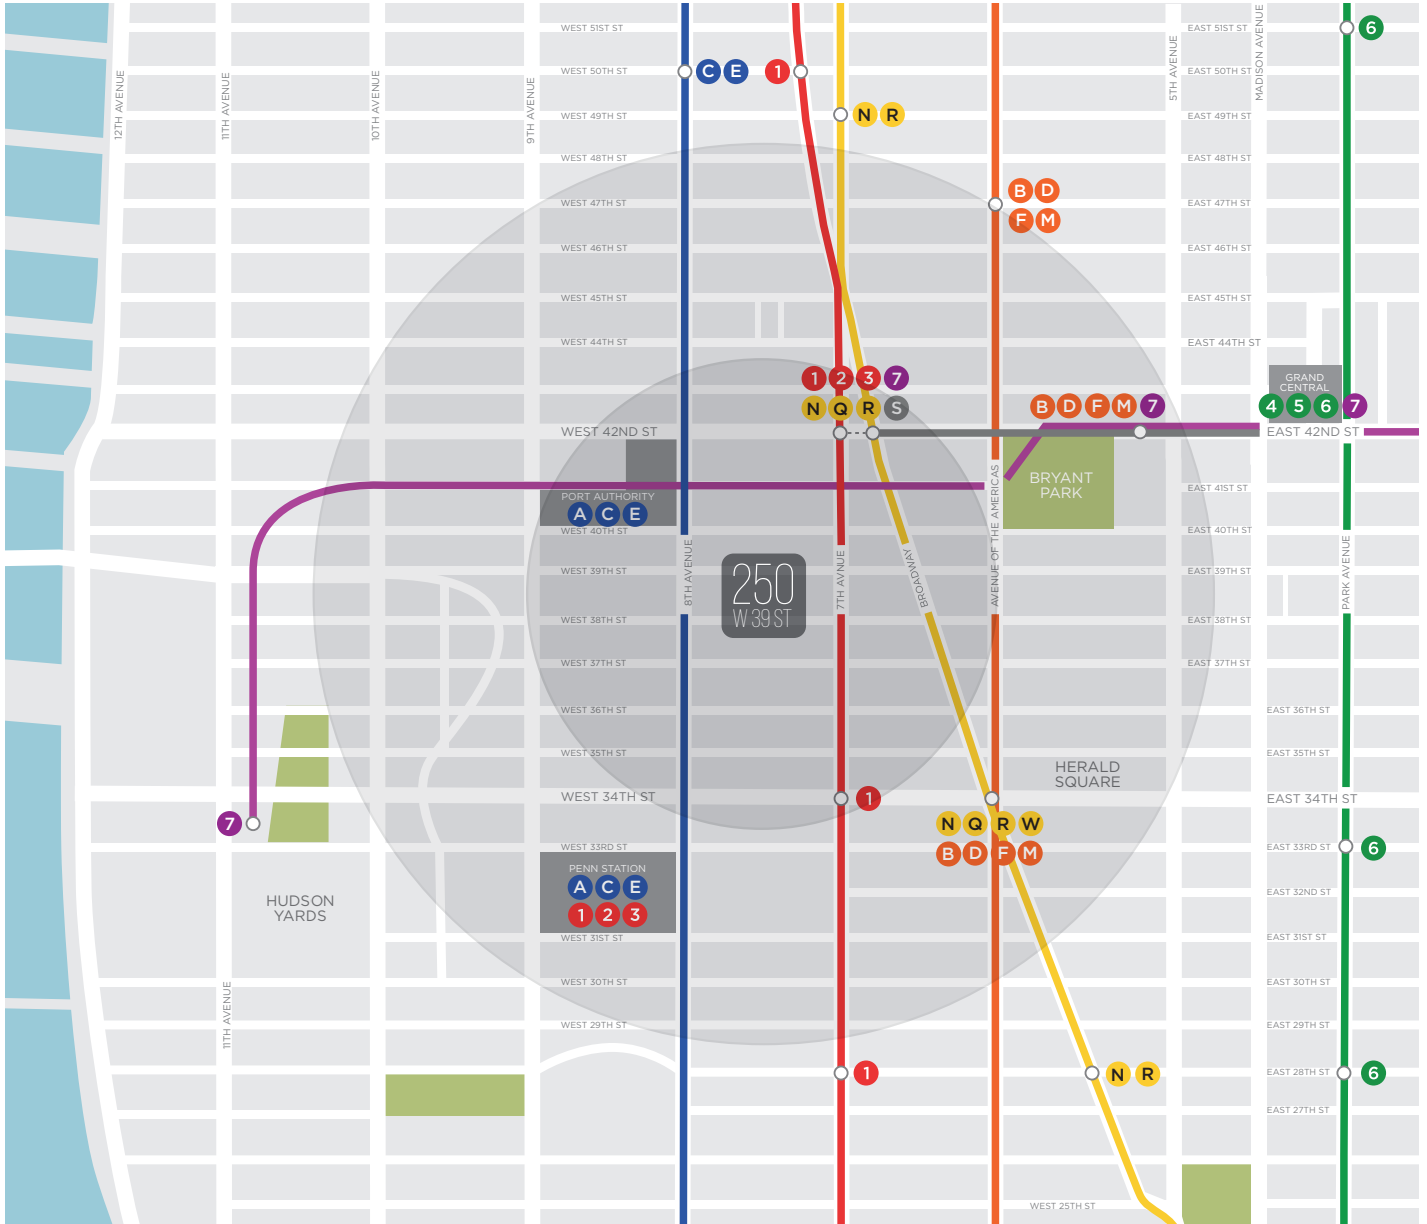 WEST 51ST ST
EAST 51ST ST
6
MADISON AVENUE
5TH AVENUE
12TH AVENUE
11TH AVENUE
10TH AVENUE
9TH AVENUE
WEST 50TH ST
C E
1
EAST 50TH ST
WEST 49TH ST
N R
EAST 49TH ST
WEST 48TH ST
EAST 48TH ST
WEST 47TH ST
B D
F M
EAST 47TH ST
WEST 46TH ST
EAST 46TH ST
WEST 45TH ST
EAST 45TH ST
WEST 44TH ST
EAST 44TH ST
1 2 3 7
N Q R S
GRAND
CENTRAL
4 5 6 7
B D F M 7
WEST 42ND ST
EAST 42ND ST
BRYANT
PARK
PORT AUTHORITY
A C E
EAST 41ST ST
WEST 40TH ST
EAST 40TH ST
8TH AVENUE
250
W 39 ST
7TH AVNUE
BROADWAY
AVENUE OF THE AMERICAS
PARK AVENUE
WEST 39TH ST
EAST 39TH ST
WEST 38TH ST
EAST 38TH ST
WEST 37TH ST
EAST 37TH ST
WEST 36TH ST
EAST 36TH ST
WEST 35TH ST
EAST 35TH ST
HERALD
SQUARE
WEST 34TH ST
1
EAST 34TH ST
7
N Q R W
B D F M
WEST 33RD ST
EAST 33RD ST
6
PENN STATION
A C E
1 2 3
HUDSON
YARDS
EAST 32ND ST
WEST 31ST ST
EAST 31ST ST
WEST 30TH ST
EAST 30TH ST
11TH AVENUE
WEST 29TH ST
EAST 29TH ST
1
N R
EAST 28TH ST
6
EAST 27TH ST
WEST 25TH ST